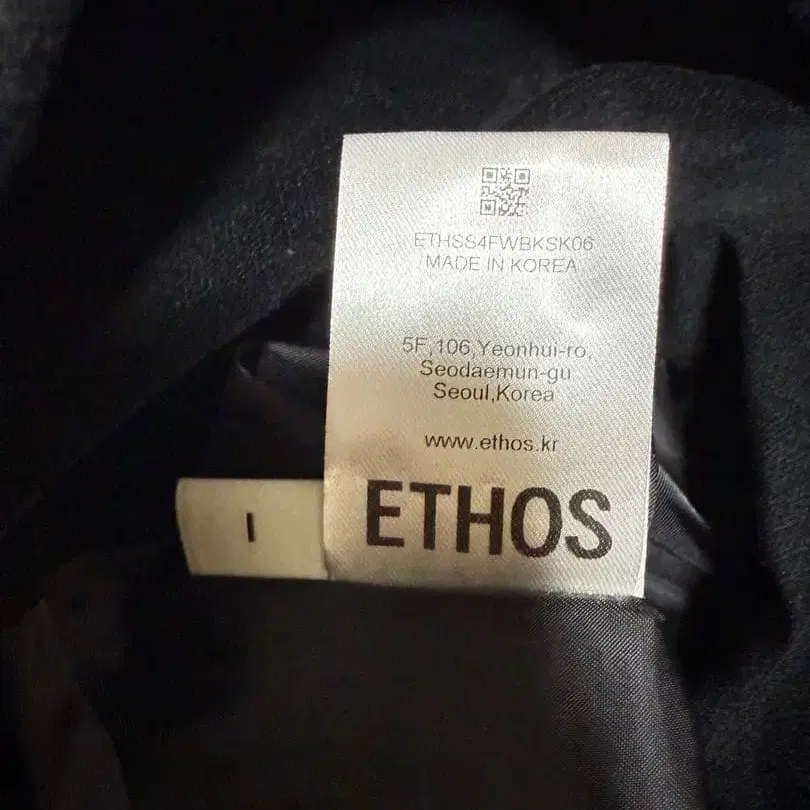 ETHSS4FWBKSK06
MADE IN KOREA
5F,106,Yeonhui-ro,
Seodaemun-gu
Seoul,Korea
www.ethos.kr
ETHOS
I